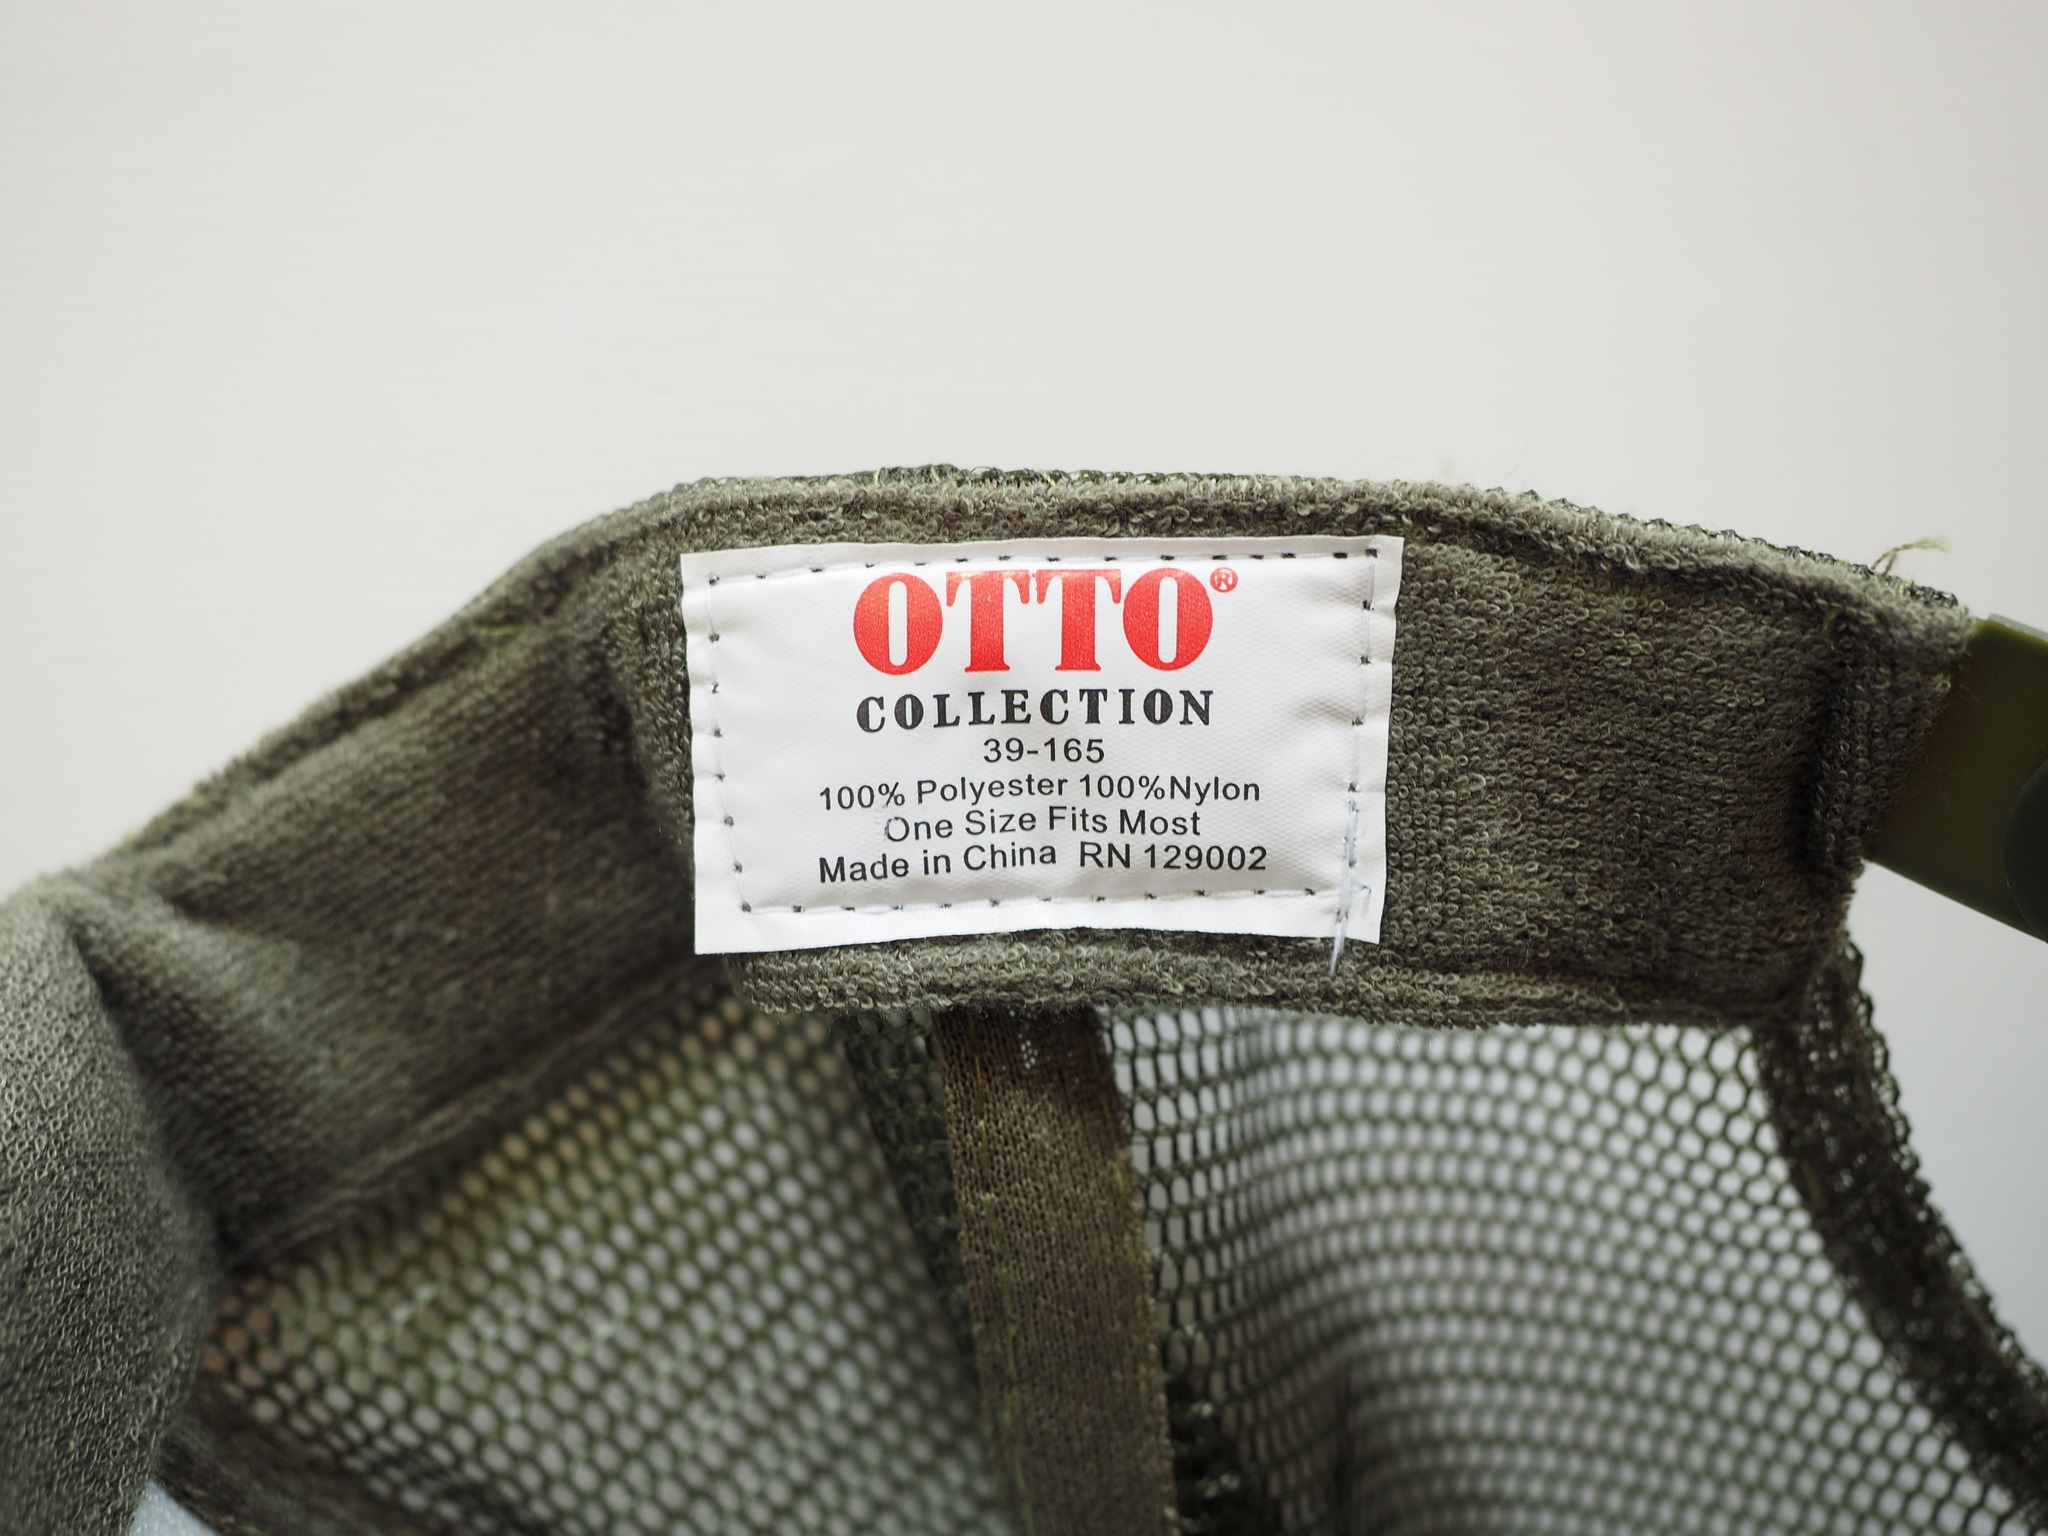 OTTO®
COLLECTION
39-165
100% Polyester 100%Nylon
One Size Fits Most
Made in China RN 129002